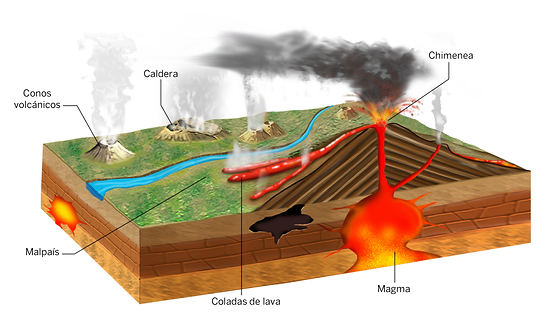 Chimenea
Caldera
Conos
volcánicos
Malpaís
Coladas de lava
Magma